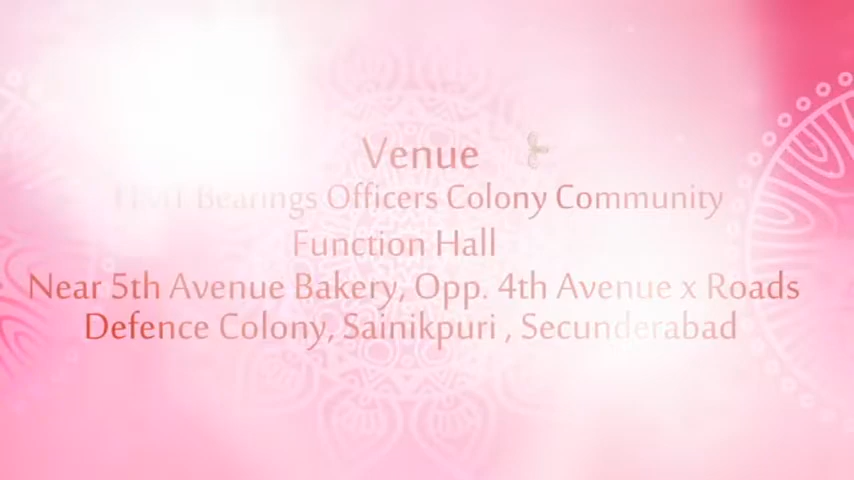 Venue
Bearings Officers Colony Community
Function Hall
Near 5th Avenue Bakery, Opp. 4th Avenue x Roads
Defence Colony, Sainikpuri , Secunderabad